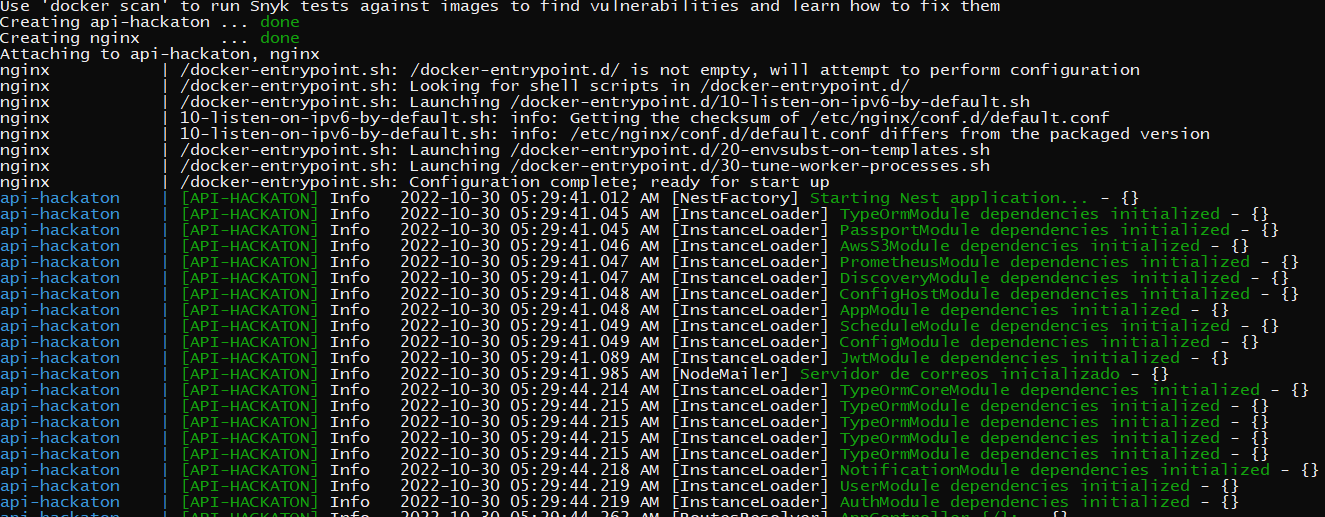 Use 'docker scan' to run Snyk tests against images to find vulnerabilities and learn how to fix them
Creating api-hackaton ... done
Creating nginx        ... done
Attaching to api-hackaton, nginx
nginx           | /docker-entrypoint.sh: /docker-entrypoint.d/ is not empty, will attempt to perform configuration
nginx           | /docker-entrypoint.sh: Looking for shell scripts in /docker-entrypoint.d/
nginx           | /docker-entrypoint.sh: Launching /docker-entrypoint.d/10-listen-on-ipv6-by-default.sh
nginx           | 10-listen-on-ipv6-by-default.sh: info: Getting the checksum of /etc/nginx/conf.d/default.conf
nginx           | 10-listen-on-ipv6-by-default.sh: info: /etc/nginx/conf.d/default.conf differs from the packaged version
nginx           | /docker-entrypoint.sh: Launching /docker-entrypoint.d/20-envsubst-on-templates.sh
nginx           | /docker-entrypoint.sh: Launching /docker-entrypoint.d/30-tune-worker-processes.sh
nginx           | /docker-entrypoint.sh: Configuration complete; ready for start up
api-hackaton    | [API-HACKATON] Info   2022-10-30 05:29:41.012 AM [NestFactory] Starting Nest application... - {}
api-hackaton    | [API-HACKATON] Info   2022-10-30 05:29:41.045 AM [InstanceLoader] TypeOrmModule dependencies initialized - {}
api-hackaton    | [API-HACKATON] Info   2022-10-30 05:29:41.045 AM [InstanceLoader] PassportModule dependencies initialized - {}
api-hackaton    | [API-HACKATON] Info   2022-10-30 05:29:41.046 AM [InstanceLoader] AwsS3Module dependencies initialized - {}
api-hackaton    | [API-HACKATON] Info   2022-10-30 05:29:41.047 AM [InstanceLoader] PrometheusModule dependencies initialized - {}
api-hackaton    | [API-HACKATON] Info   2022-10-30 05:29:41.047 AM [InstanceLoader] DiscoveryModule dependencies initialized - {}
api-hackaton    | [API-HACKATON] Info   2022-10-30 05:29:41.048 AM [InstanceLoader] ConfigHostModule dependencies initialized - {}
api-hackaton    | [API-HACKATON] Info   2022-10-30 05:29:41.048 AM [InstanceLoader] AppModule dependencies initialized - {}
api-hackaton    | [API-HACKATON] Info   2022-10-30 05:29:41.049 AM [InstanceLoader] ScheduleModule dependencies initialized - {}
api-hackaton    | [API-HACKATON] Info   2022-10-30 05:29:41.049 AM [InstanceLoader] ConfigModule dependencies initialized - {}
api-hackaton    | [API-HACKATON] Info   2022-10-30 05:29:41.089 AM [InstanceLoader] JwtModule dependencies initialized - {}
api-hackaton    | [API-HACKATON] Info   2022-10-30 05:29:41.985 AM [NodeMailer] Servidor de correos inicializado - {}
api-hackaton    | [API-HACKATON] Info   2022-10-30 05:29:44.214 AM [InstanceLoader] TypeOrmCoreModule dependencies initialized - {}
api-hackaton    | [API-HACKATON] Info   2022-10-30 05:29:44.215 AM [InstanceLoader] TypeOrmModule dependencies initialized - {}
api-hackaton    | [API-HACKATON] Info   2022-10-30 05:29:44.215 AM [InstanceLoader] TypeOrmModule dependencies initialized - {}
api-hackaton    | [API-HACKATON] Info   2022-10-30 05:29:44.215 AM [InstanceLoader] TypeOrmModule dependencies initialized - {}
api-hackaton    | [API-HACKATON] Info   2022-10-30 05:29:44.215 AM [InstanceLoader] TypeOrmModule dependencies initialized - {}
api-hackaton    | [API-HACKATON] Info   2022-10-30 05:29:44.218 AM [InstanceLoader] NotificationModule dependencies initialized - {}
api-hackaton    | [API-HACKATON] Info   2022-10-30 05:29:44.219 AM [InstanceLoader] UserModule dependencies initialized - {}
api-hackaton    | [API-HACKATON] Info   2022-10-30 05:29:44.219 AM [InstanceLoader] AuthModule dependencies initialized - {}
api-hackaton    | [API-HACKATON] Info   2022-10-30 05:29:44.262 AM [RoutesResolver] AppController {/}: - {}